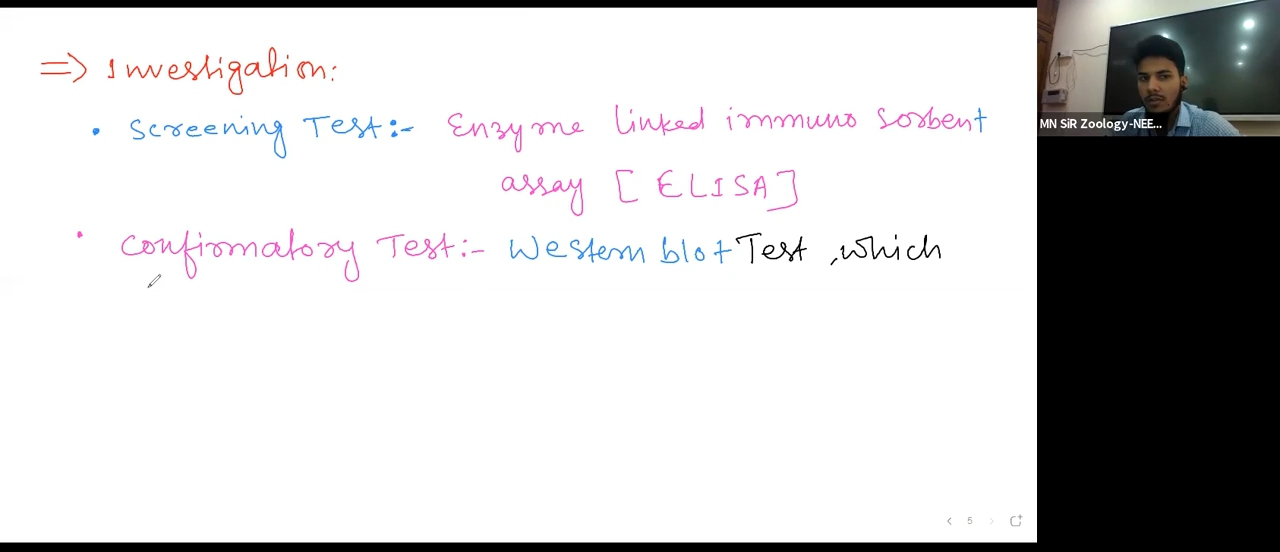 => Investigation:
• Screening Test:- Enzyme linked immuno sorbent
assay [ELISA]
• Confirmatory Test:- Western blot Test, which
MN SiR Zoology-NEE...
5